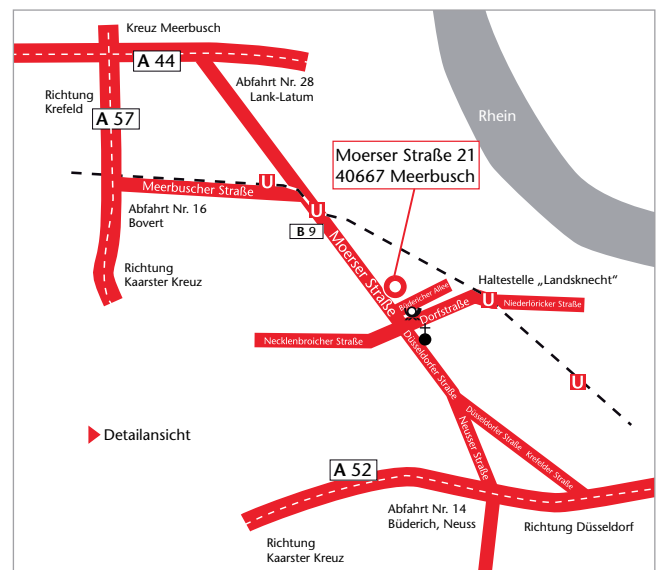 Kreuz Meerbusch
A 44
Abfahrt Nr. 28
Lank-Latum
Richtung
Krefeld
A 57
Rhein
Moerser Straße 21
40667 Meerbusch
Meerbuscher Straße
U
U
Abfahrt Nr. 16
Bovert
B 9
Moerser Straße
Richtung
Kaarster Kreuz
Haltestelle „Landsknecht“
Büdericher Allee
U
Niederlöricker Straße
Dorfstraße
Necklenbroicher Straße
Düsseldorfer Straße
U
Detailansicht
Neusser Straße
Düsseldorfer Straße
Krefelder Straße
A 52
Abfahrt Nr. 14
Büderich, Neuss
Richtung Düsseldorf
Richtung
Kaarster Kreuz